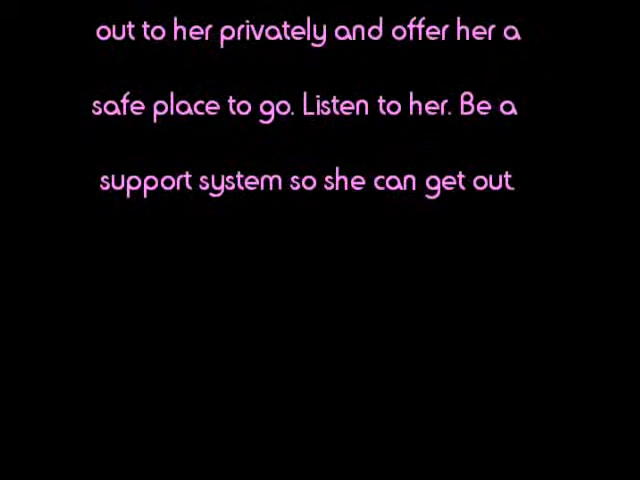 out to her privately and offer her a
safe place to go. Listen to her. Be a
support system so she can get out.